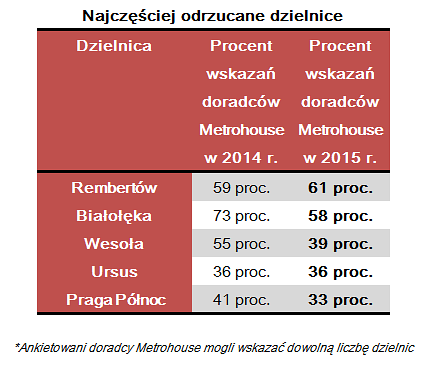 Najczęściej odrzucane dzielnice
Dzielnica
Procent wskazań doradców Metrohouse w 2014 r.
Procent wskazań doradców Metrohouse w 2015 r.
Rembertów 59 proc. 61 proc.
Białołęka 73 proc. 58 proc.
Wesoła 55 proc. 39 proc.
Ursus 36 proc. 36 proc.
Praga Północ 41 proc. 33 proc.
*Ankietowani doradcy Metrohouse mogli wskazać dowolną liczbę dzielnic